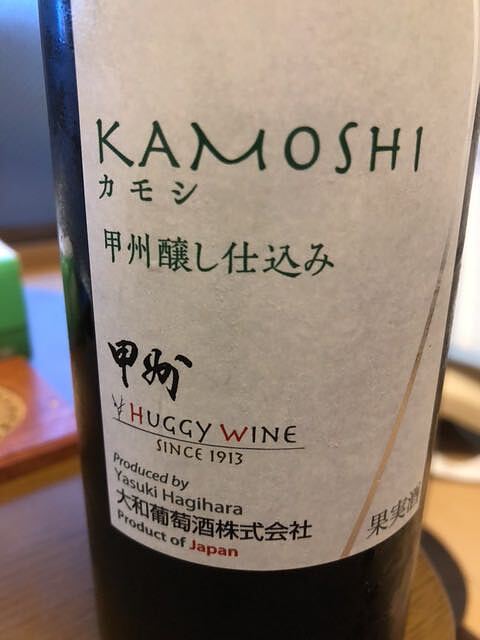 KAMOSHI
カモシ
甲州醸し仕込み
甲州
HUGGY WINE
SINCE 1913
Produced by
Yasuki Hagihara
大和葡萄酒株式会社
Product of Japan
果実酒